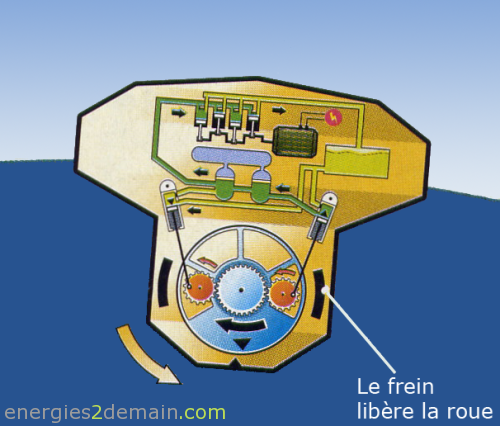 Le frein
libère la roue
energies2demain.com